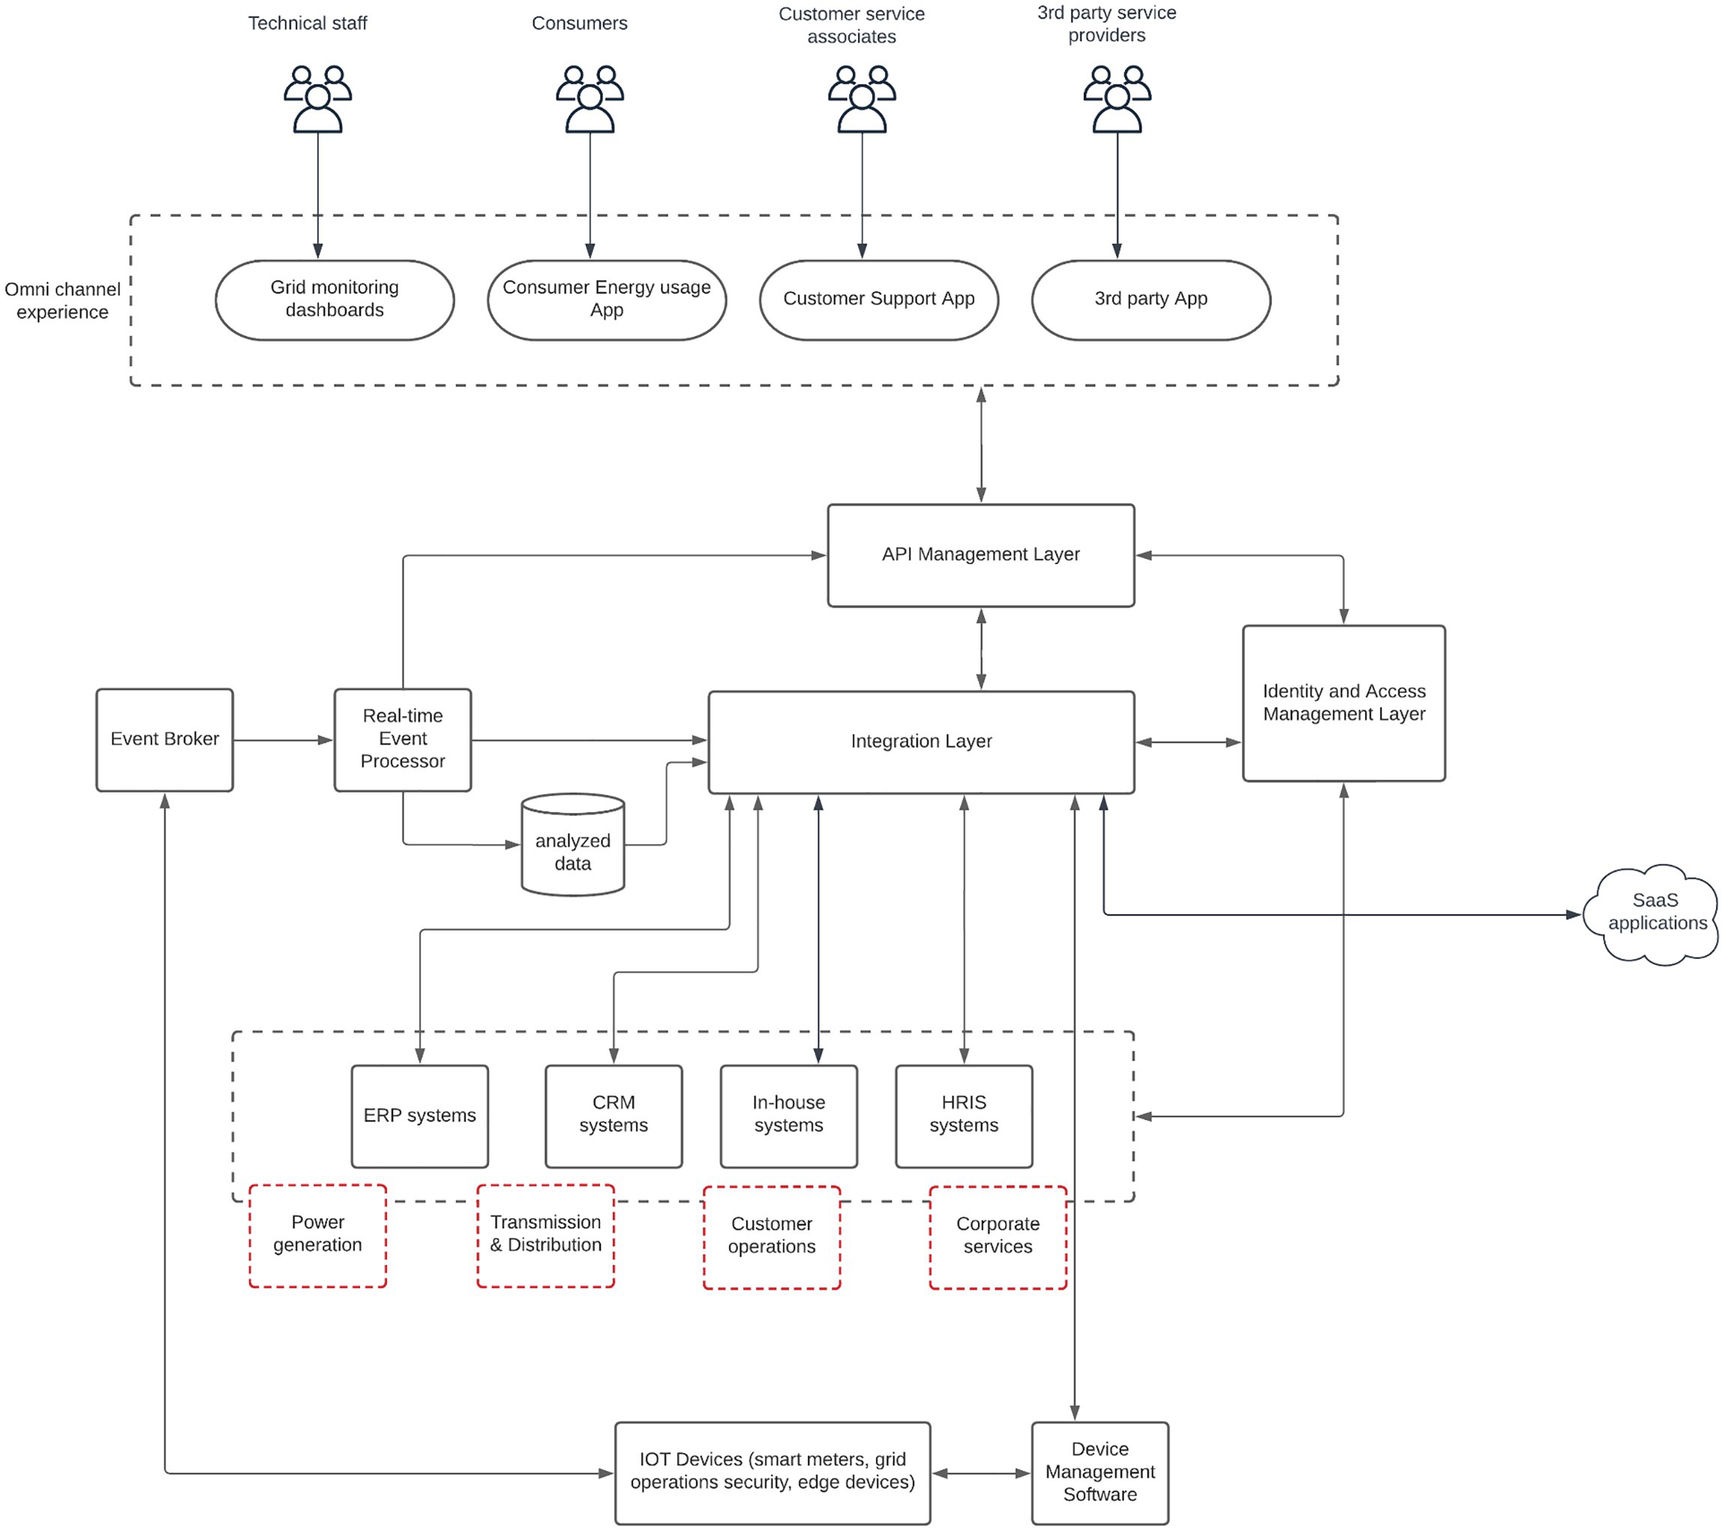 Technical staff
Consumers
Customer service
associates
3rd party service
providers
Omni channel
experience
Grid monitoring
dashboards
Consumer Energy usage
App
Customer Support App
3rd party App
API Management Layer
Identity and Access
Management Layer
Event Broker
Real-time
Event
Processor
Integration Layer
analyzed
data
SaaS
applications
ERP systems
CRM
systems
In-house
systems
HRIS
systems
Power
generation
Transmission
& Distribution
Customer
operations
Corporate
services
IOT Devices (smart meters, grid
operations security, edge devices)
Device
Management
Software